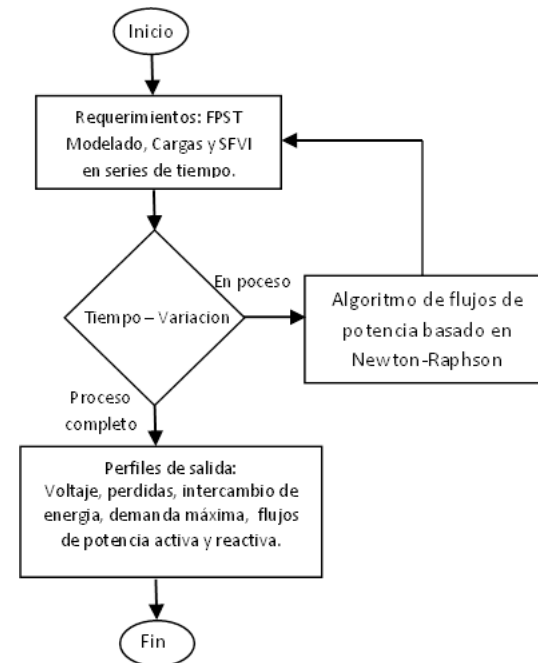 Inicio
Requerimientos: FPST
Modelado, Cargas y SFVI
en series de tiempo.
En poceso
Tiempo – Variacion
Algoritmo de flujos de
potencia basado en
Newton-Raphson
Proceso
completo
Perfiles de salida:
Voltaje, perdidas, intercambio de
energia, demanda máxima, flujos
de potencia activa y reactiva.
Fin